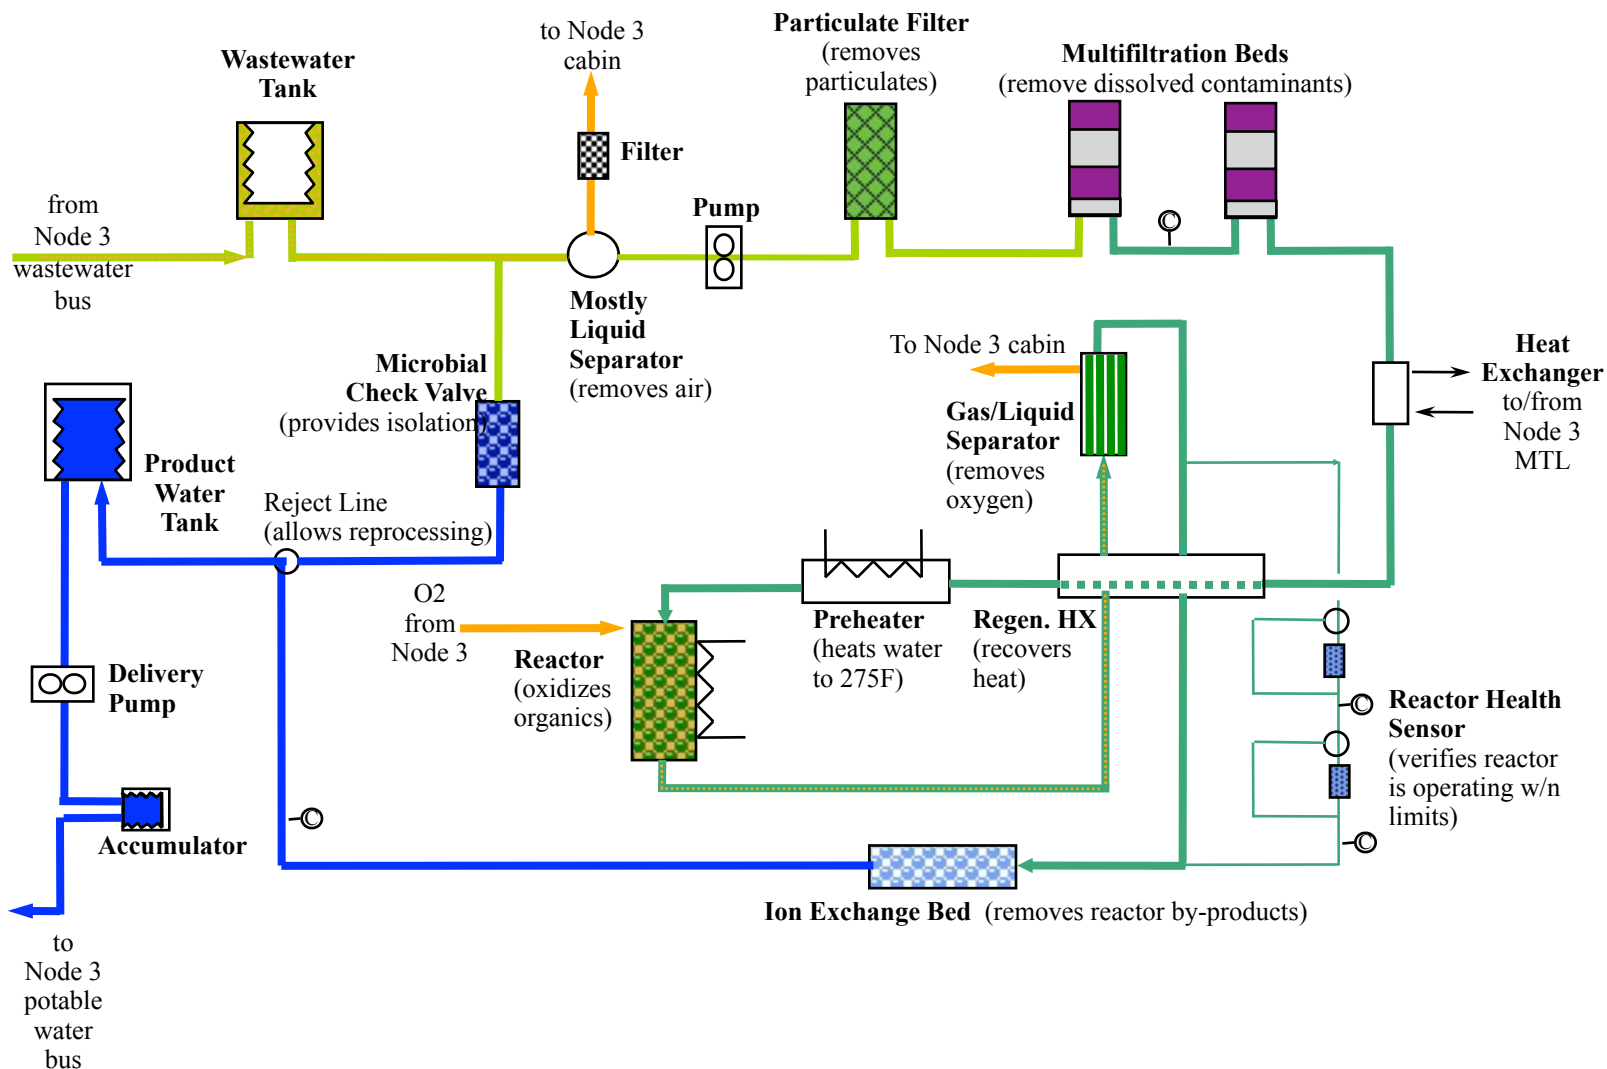 Wastewater
Tank
to Node 3
cabin
Filter
Particulate Filter
(removes
particulates)
Multifiltration Beds
(remove dissolved contaminants)
from
Node 3
wastewater
bus
Pump
C
Mostly
Liquid
Separator
(removes air)
Microbial
Check Valve
(provides isolation)
To Node 3 cabin
Gas/Liquid
Separator
(removes
oxygen)
Heat
Exchanger
to/from
Node 3
MTL
Product
Water
Tank
Reject Line
(allows reprocessing)
O2
from
Node 3
Reactor
(oxidizes
organics)
Preheater
(heats water
to 275F)
Regen. HX
(recovers
heat)
Delivery
Pump
C
Reactor Health
Sensor
(verifies reactor
is operating w/n
limits)
C
Accumulator
C
Ion Exchange Bed (removes reactor by-products)
to
Node 3
potable
water
bus